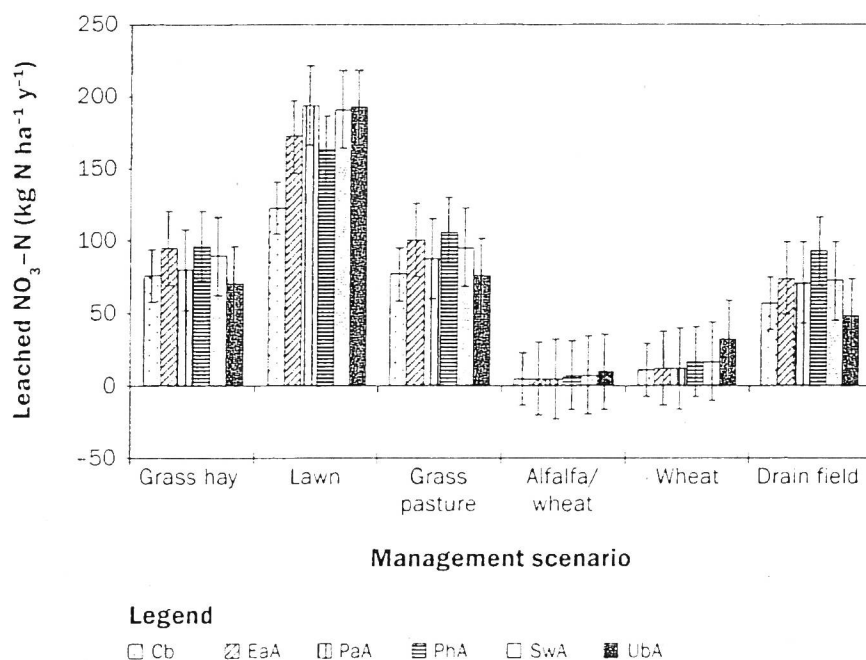 250
200
150
100
50
0
-50
Leached NO₃–N (kg N ha⁻¹ y⁻¹)
Grass hay Lawn Grass pasture Alfalfa/ wheat Wheat Drain field
Management scenario
Legend
Cb EaA PaA PhA SwA UbA